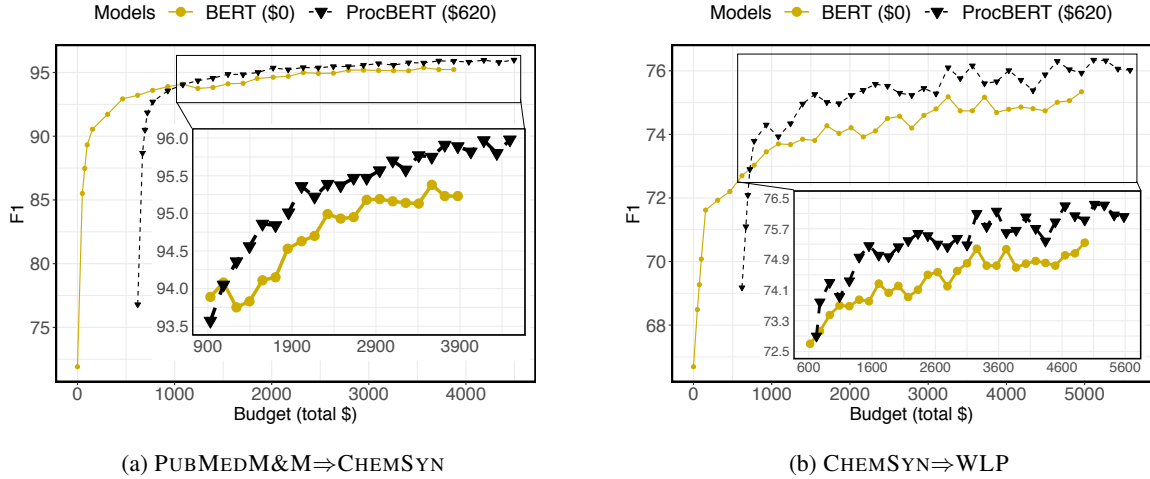 Models BERT ($0) ProcBERT ($620)
F1
95
90
85
80
75
96.0
95.5
95.0
94.5
94.0
93.5
900 1900 2900 3900
0 1000 2000 3000 4000
Budget (total $)
(a) PUBMEDM&M⇒CHEMSYN
Models BERT ($0) ProcBERT ($620)
F1
76
74
72
70
68
76.5
75.7
74.9
74.1
73.3
72.5
600 1600 2600 3600 4600 5600
0 1000 2000 3000 4000 5000
Budget (total $)
(b) CHEMSYN⇒WLP